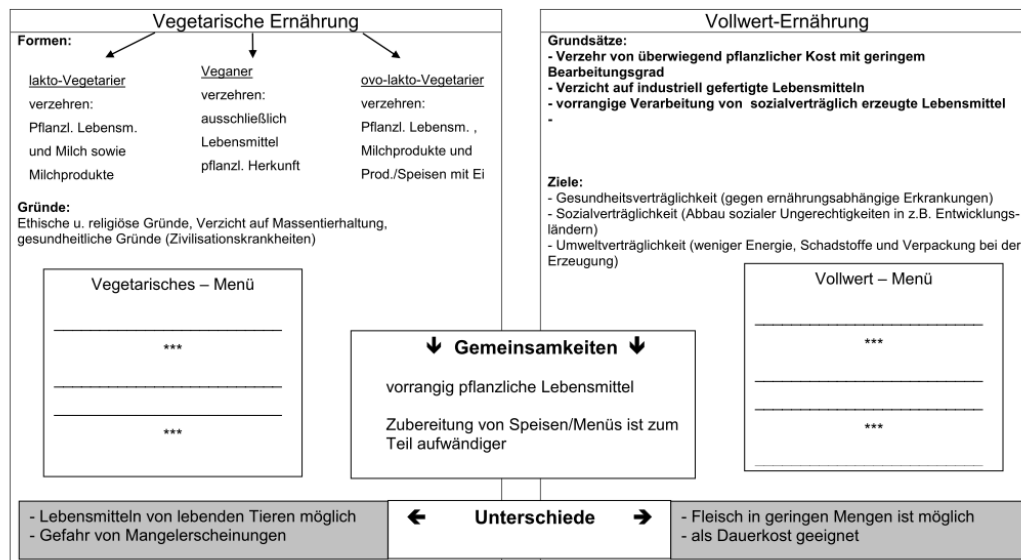 Vegetarische Ernährung
Formen:
lakto-Vegetarier
verzehren:
Pflanzl. Lebensm.
und Milch sowie
Milchprodukte
Veganer
verzehren:
ausschließlich
Lebensmittel
pflanzl. Herkunft
ovo-lakto-Vegetarier
verzehren:
Pflanzl. Lebensm. ,
Milchprodukte und
Prod./Speisen mit Ei
Gründe:
Ethische u. religiöse Gründe, Verzicht auf Massentierhaltung,
gesundheitliche Gründe (Zivilisationskrankheiten)
Vegetarisches – Menü
***
***
Vollwert-Ernährung
Grundsätze:
- Verzehr von überwiegend pflanzlicher Kost mit geringem
Bearbeitungsgrad
- Verzicht auf industriell gefertigte Lebensmitteln
- vorrangige Verarbeitung von sozialverträglich erzeugte Lebensmittel
-
Ziele:
- Gesundheitsverträglichkeit (gegen ernährungsabhängige Erkrankungen)
- Sozialverträglichkeit (Abbau sozialer Ungerechtigkeiten in z.B. Entwicklungs-
ländern)
- Umweltverträglichkeit (weniger Energie, Schadstoffe und Verpackung bei der
Erzeugung)
Vollwert – Menü
***
***
🡻 Gemeinsamkeiten 🡻
vorrangig pflanzliche Lebensmittel
Zubereitung von Speisen/Menüs ist zum
Teil aufwändiger
- Lebensmitteln von lebenden Tieren möglich
- Gefahr von Mangelerscheinungen
🡸 Unterschiede 🡺
- Fleisch in geringen Mengen ist möglich
- als Dauerkost geeignet